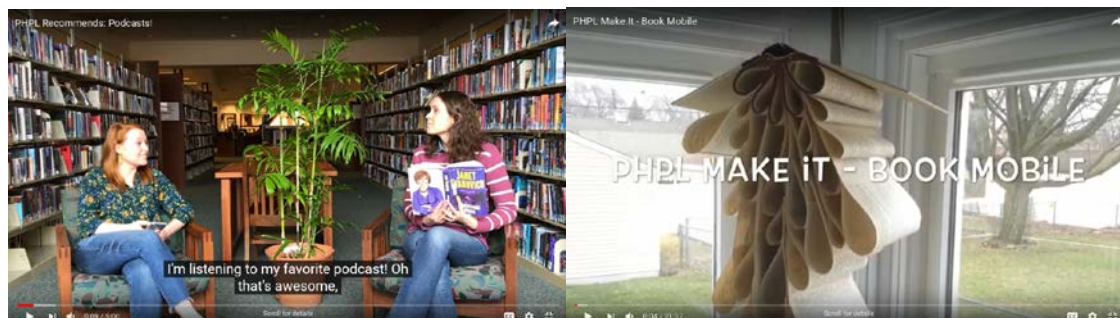 PHPL Recommends: Podcasts!
JANET
EVANOVICH
I'm listening to my favorite podcast! Oh
that's awesome,
Scroll for details
PHPL Make It - Book Mobile
PHPL MAKE iT - BOOK MOBiLE
Scroll for details